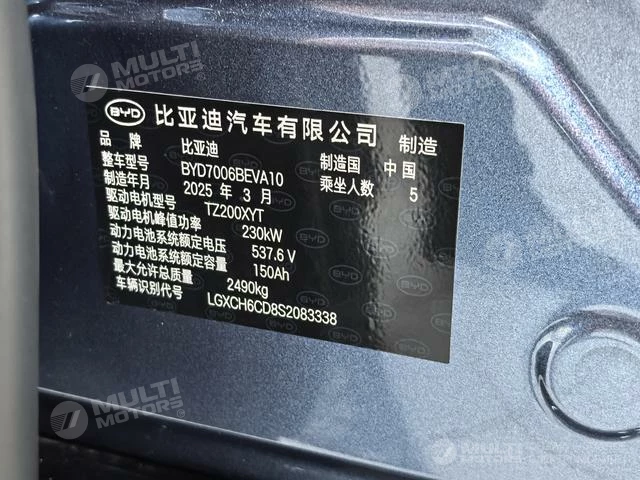 MULTI MOTORS®
MULTI MOTORS®
BYD 比亚迪汽车有限公司 制造
品牌 比亚迪 制造国 中国
整车型号 BYD7006BEVA10 乘坐人数 5
制造年月 2025 年 3 月
驱动电机型号 TZ200XYT
驱动电机峰值功率 230kW
动力电池系统额定电压 537.6 V
动力电池系统额定容量 150Ah
最大允许总质量 2490kg
车辆识别代号 LGXCH6CD8S2083338
MULTI MOTORS®
MULTI MOTORS